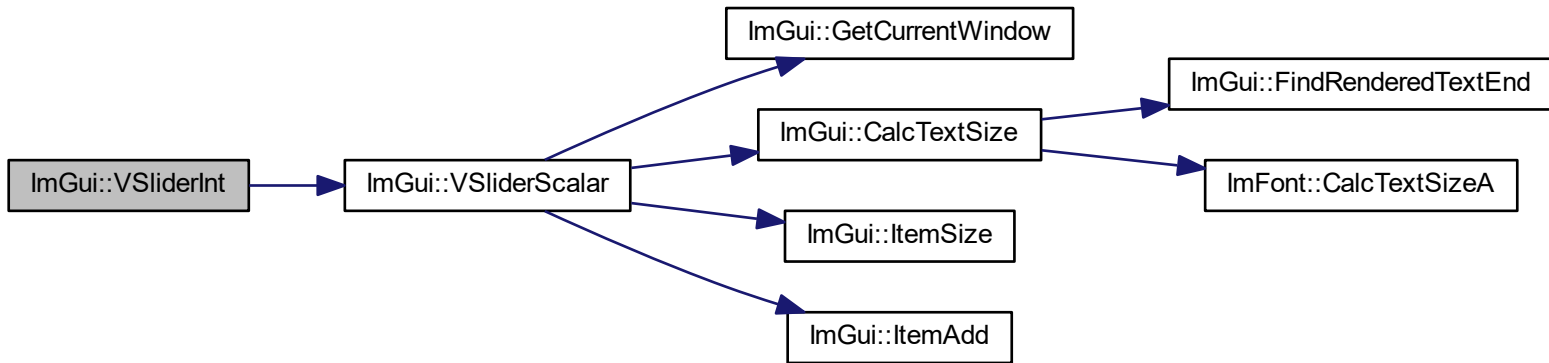 ImGui::VSliderInt
ImGui::VSliderScalar
ImGui::GetCurrentWindow
ImGui::CalcTextSize
ImGui::FindRenderedTextEnd
ImFont::CalcTextSizeA
ImGui::ItemSize
ImGui::ItemAdd